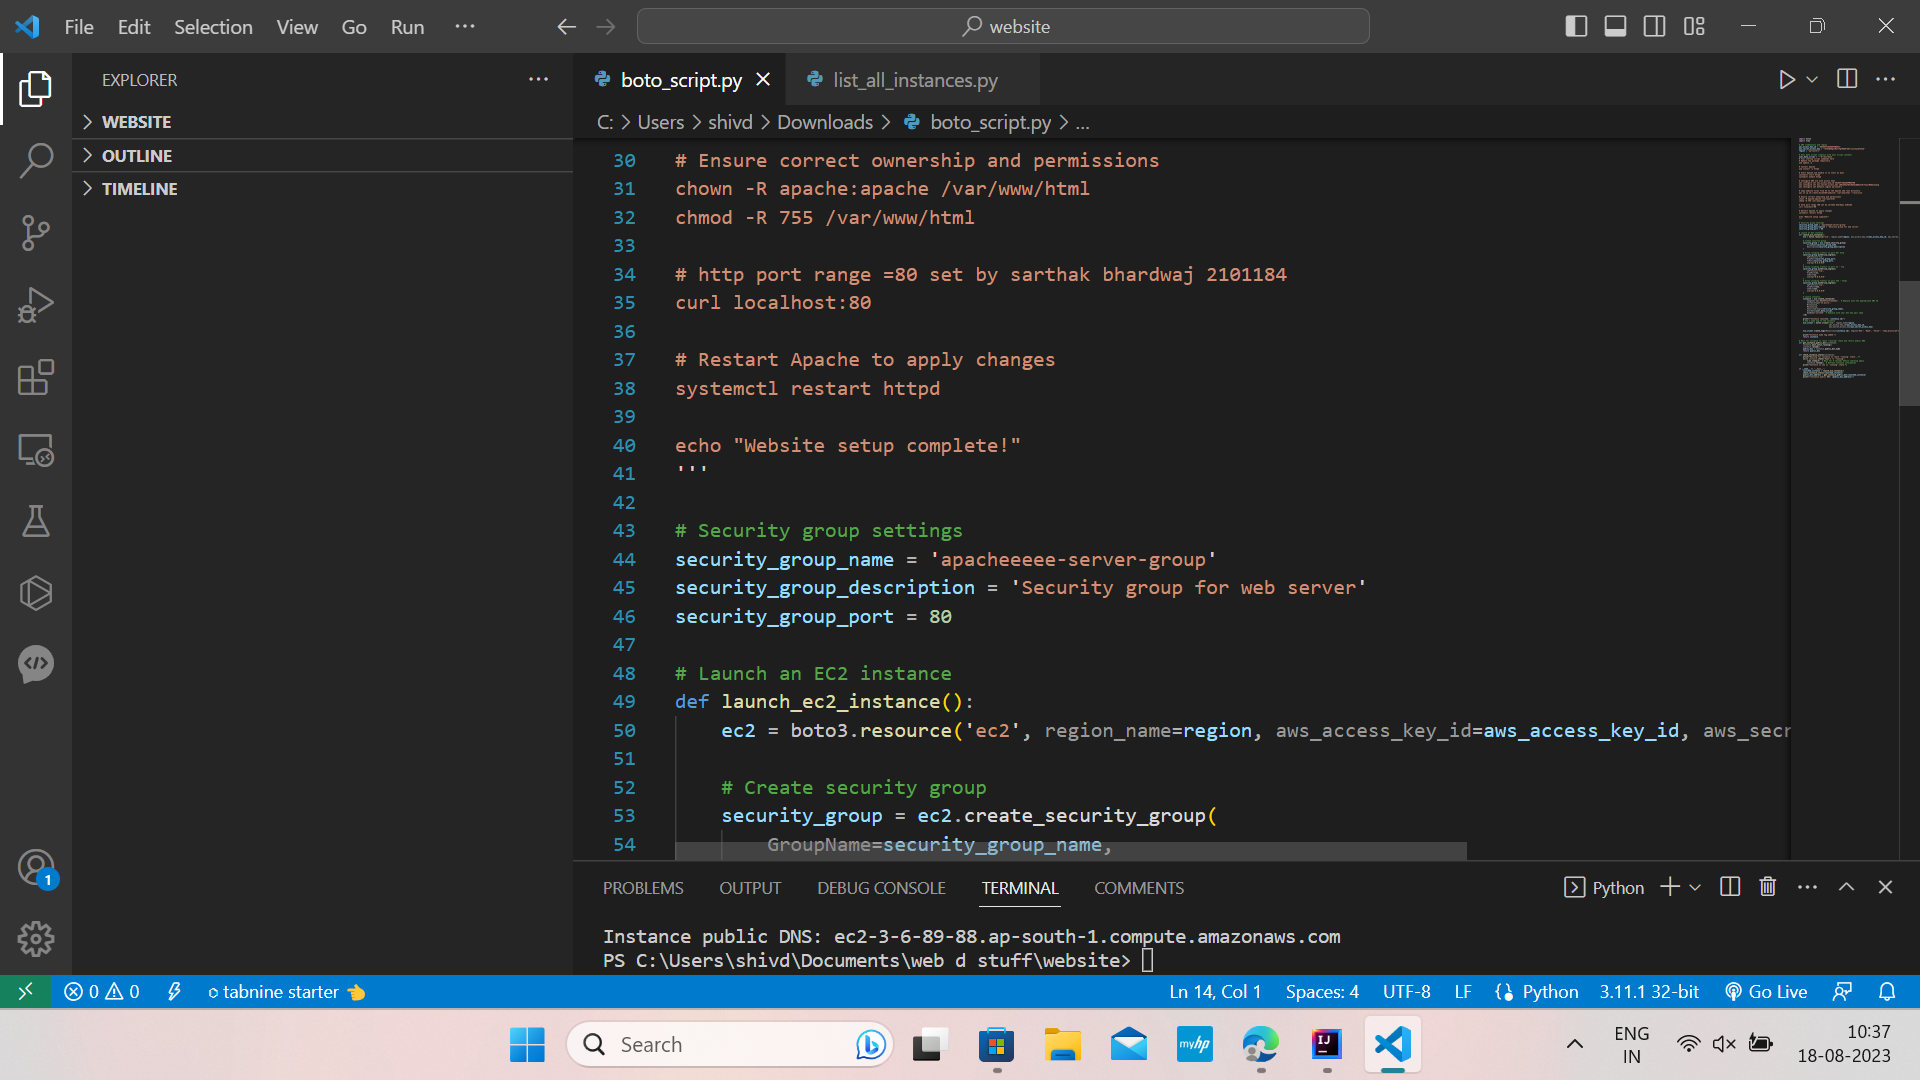 File Edit Selection View Go Run ···
website
EXPLORER
WEBSITE
OUTLINE
TIMELINE
boto_script.py
list_all_instances.py
C: > Users > shivd > Downloads > boto_script.py > ...
30 # Ensure correct ownership and permissions
31 chown -R apache:apache /var/www/html
32 chmod -R 755 /var/www/html
33
34 # http port range =80 set by sarthak bhardwaj 2101184
35 curl localhost:80
36
37 # Restart Apache to apply changes
38 systemctl restart httpd
39
40 echo "Website setup complete!"
41 '''
42
43 # Security group settings
44 security_group_name = 'apacheeeee-server-group'
45 security_group_description = 'Security group for web server'
46 security_group_port = 80
47
48 # Launch an EC2 instance
49 def launch_ec2_instance():
50 ec2 = boto3.resource('ec2', region_name=region, aws_access_key_id=aws_access_key_id, aws_secr
51
52 # Create security group
53 security_group = ec2.create_security_group(
54 GroupName=security_group_name,
PROBLEMS OUTPUT DEBUG CONSOLE TERMINAL COMMENTS
Python
Instance public DNS: ec2-3-6-89-88.ap-south-1.compute.amazonaws.com
PS C:\Users\shivd\Documents\web d stuff\website>
1
0 0 tabnine starter
Ln 14, Col 1 Spaces: 4 UTF-8 LF Python 3.11.1 32-bit Go Live
Search
myhp
IJ
ENG
IN
10:37
18-08-2023